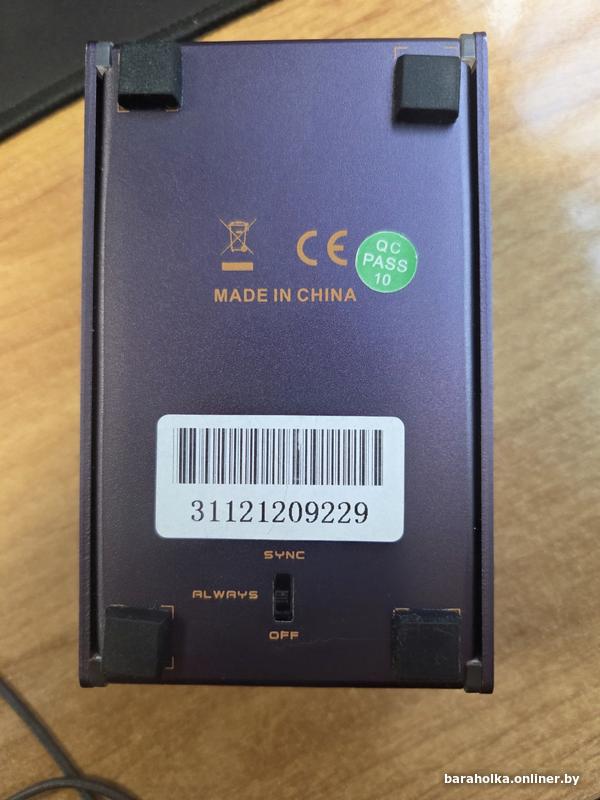 CE
QC
PASS
10
MADE IN CHINA
31121209229
SYNC
ALWAYS
OFF
baraholka.onliner.by